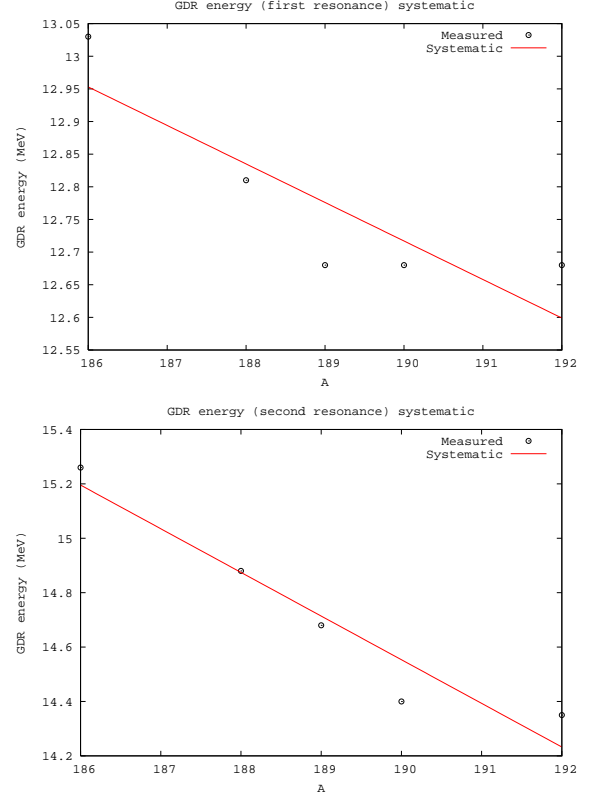 GDR energy (first resonance) systematic
13.05
13
12.95
12.9
12.85
12.8
12.75
12.7
12.65
12.6
12.55
GDR energy (MeV)
Measured
Systematic
186 187 188 189 190 191 192
A
GDR energy (second resonance) systematic
15.4
15.2
15
14.8
14.6
14.4
14.2
GDR energy (MeV)
Measured
Systematic
186 187 188 189 190 191 192
A